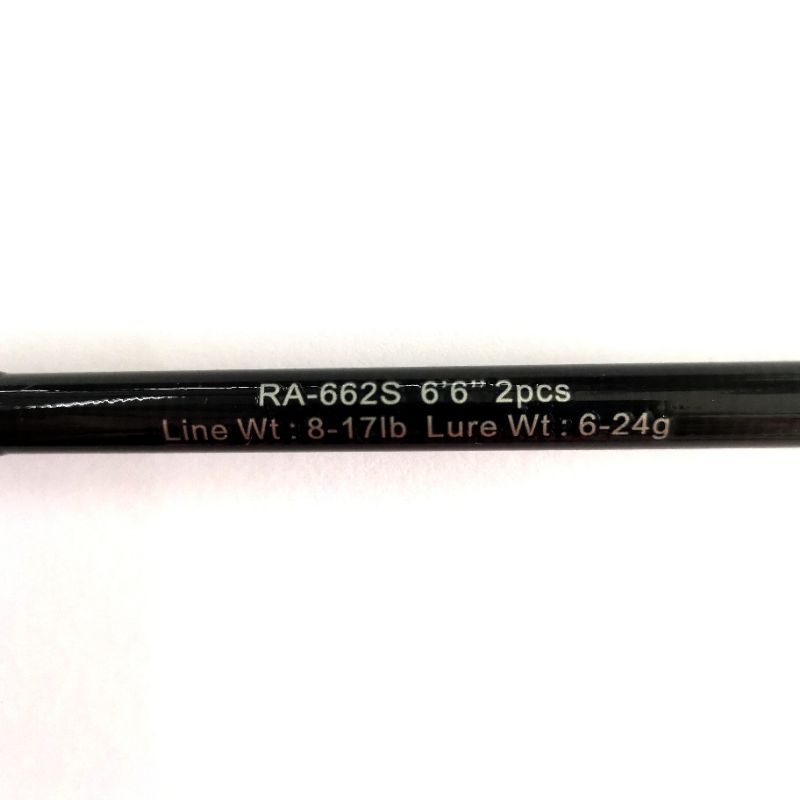 RA-662S 6'6" 2pcs
Line Wt : 8-17lb Lure Wt : 6-24g